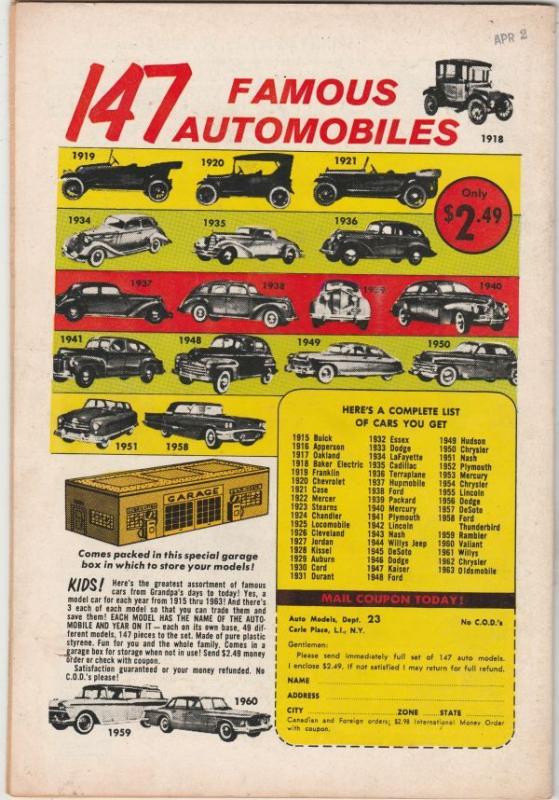 APR 2
147 FAMOUS
AUTOMOBILES
1918
1919
1920
1921
Only
$2.49
1934
1935
1936
1937
1938
1939
1940
1941
1948
1949
1950
1951
1958
HERE'S A COMPLETE LIST
OF CARS YOU GET
1915 Buick
1916 Apperson
1917 Oakland
1918 Baker Electric
1919 Franklin
1920 Chevrolet
1921 Case
1922 Mercer
1923 Stearns
1924 Chandler
1925 Locomobile
1926 Cleveland
1927 Jordan
1928 Kissel
1929 Auburn
1930 Cord
1931 Durant
1932 Essex
1933 Dodge
1934 LaFayette
1935 Cadillac
1936 Terraplane
1937 Hupmobile
1938 Ford
1939 Packard
1940 Mercury
1941 Plymouth
1942 Lincoln
1943 Nash
1944 Willys Jeep
1945 DeSoto
1946 Dodge
1947 Kaiser
1948 Ford
1949 Hudson
1950 Chrysler
1951 Nash
1952 Plymouth
1953 Mercury
1954 Chrysler
1955 Lincoln
1956 Dodge
1957 DeSoto
1958 Ford
Thunderbird
1959 Rambler
1960 Valiant
1961 Willys
1962 Chrysler
1963 Oldsmobile
GARAGE
Comes packed in this special garage
box in which to store your models!
KIDS! Here's the greatest assortment of famous
cars from Grandpa's days to today! Yes, a
model car for each year from 1915 thru 1963! And there's
3 each of each model so that you can trade them and
save them! EACH MODEL HAS THE NAME OF THE AUTO-
MOBILE AND YEAR ON IT — each on its own base, 49 dif-
ferent models, 147 pieces to the set. Made of pure plastic
styrene. Fun for you and the whole family. Comes in a
garage box for storage when not in use! Send $2.49 money
order or check with coupon.
Satisfaction guaranteed or your money refunded. No
C.O.D.'s please!
1959
1960
MAIL COUPON TODAY!
Auto Models, Dept. 23
No C.O.D.'s
Carle Place, L.I., N.Y.
Gentlemen:
Please send immediately full set of 147 auto models.
I enclose $2.49. If not satisfied I may return for full refund.
NAME
ADDRESS
CITY ZONE STATE
Canadian and Foreign orders; $2.98 International Money Order
with coupon.